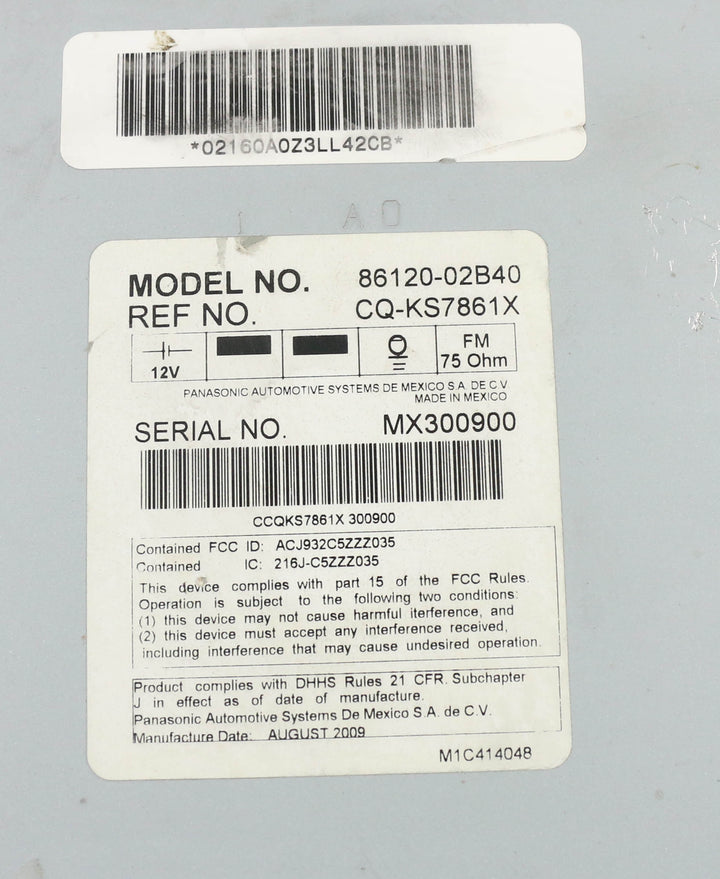 *02160A0Z3LL42CB*
A0
MODEL NO. 86120-02B40
REF NO. CQ-KS7861X
12V
FM
75 Ohm
PANASONIC AUTOMOTIVE SYSTEMS DE MEXICO S.A. DE C.V
MADE IN MEXICO
SERIAL NO. MX300900
CCQKS7861X 300900
Contained FCC ID: ACJ932C5ZZZ035
Contained IC: 216J-C5ZZZ035
This device complies with part 15 of the FCC Rules.
Operation is subject to the following two conditions:
(1) this device may not cause harmful iterference, and
(2) this device must accept any interference received,
including interference that may cause undesired operation.
Product complies with DHHS Rules 21 CFR. Subchapter
J in effect as of date of manufacture.
Panasonic Automotive Systems De Mexico S.A. de C.V.
Manufacture Date: AUGUST 2009
M1C414048